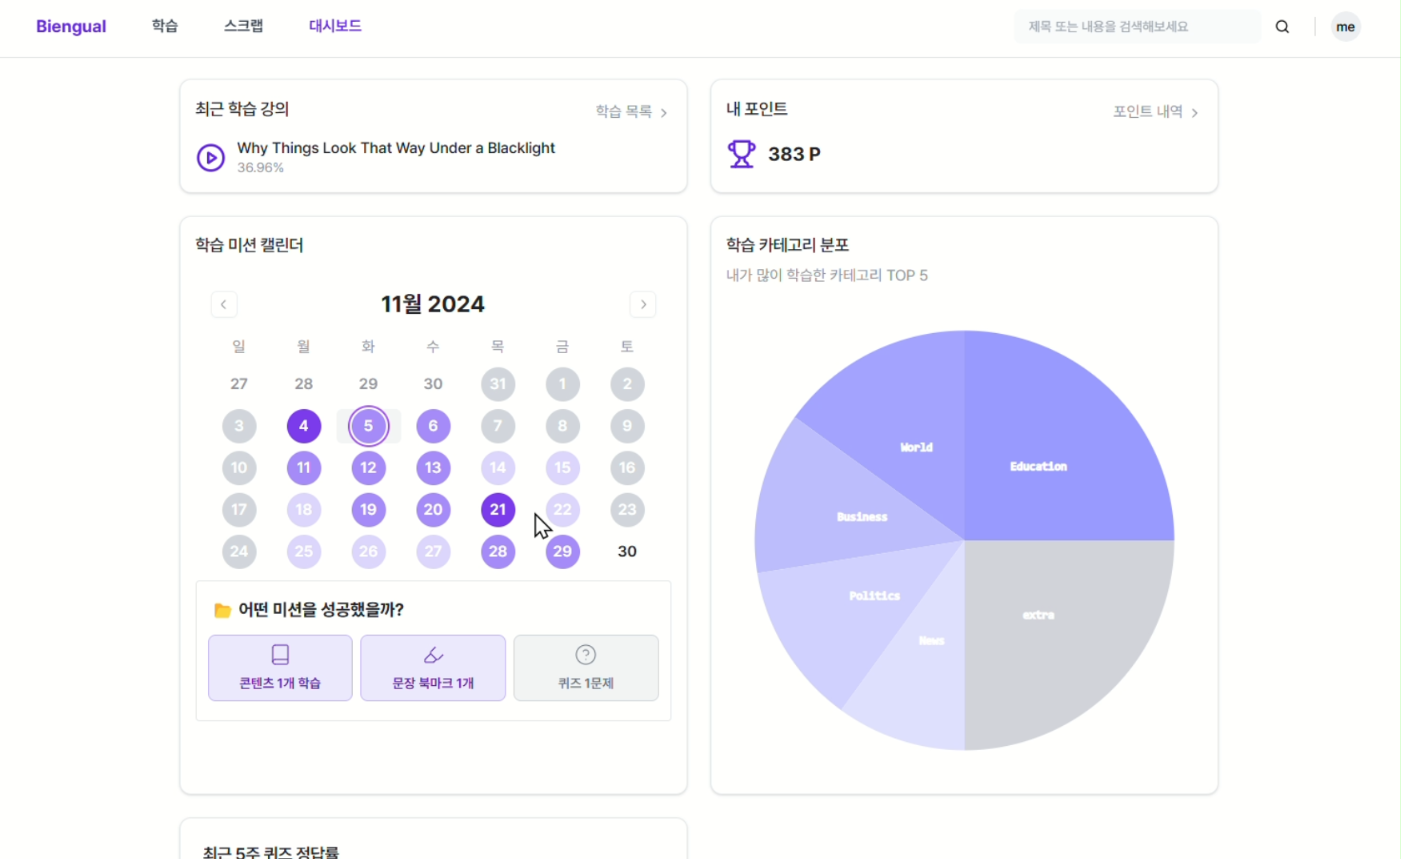 Biengual 학습 스크랩 대시보드 제목 또는 내용을 검색해보세요 me
최근 학습 강의 학습 목록
Why Things Look That Way Under a Blacklight
36.96%
내 포인트 포인트 내역
383 P
학습 미션 캘린더
11월 2024
일 월 화 수 목 금 토
27 28 29 30 31 1 2
3 4 5 6 7 8 9
10 11 12 13 14 15 16
17 18 19 20 21 22 23
24 25 26 27 28 29 30
어떤 미션을 성공했을까?
콘텐츠 1개 학습 문장 북마크 1개 퀴즈 1문제
학습 카테고리 분포
내가 많이 학습한 카테고리 TOP 5
World
Education
Business
Politics
extra
News
최근 5주 퀴즈 정답률